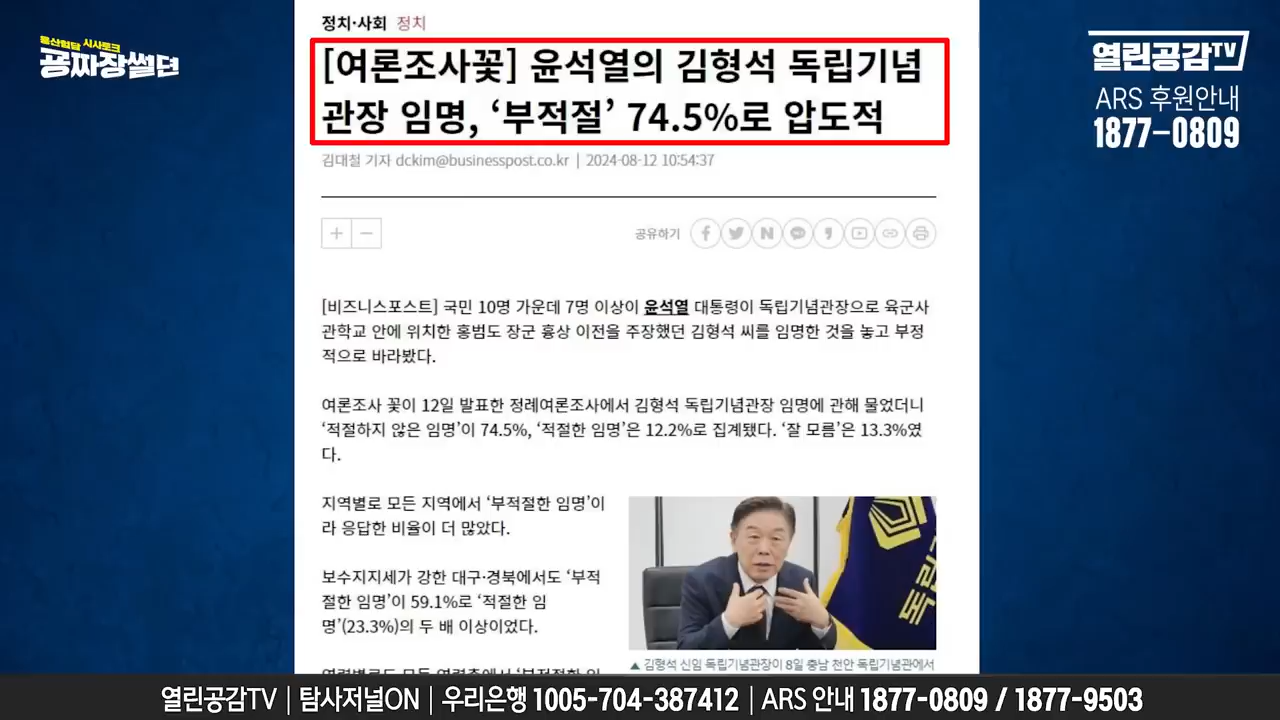 울산협담 시사토크
공짜장썰뎐
열린공감TV
ARS 후원안내
1877-0809
정치·사회 정치
[여론조사꽃] 윤석열의 김형석 독립기념
관장 임명, ‘부적절’ 74.5%로 압도적
김대철 기자 dckim@businesspost.co.kr | 2024-08-12 10:54:37
공유하기
[비즈니스포스트] 국민 10명 가운데 7명 이상이 윤석열 대통령이 독립기념관장으로 육군사
관학교 안에 위치한 홍범도 장군 흉상 이전을 주장했던 김형석 씨를 임명한 것을 놓고 부정
적으로 바라봤다.
여론조사 꽃이 12일 발표한 정례여론조사에서 김형석 독립기념관장 임명에 관해 물었더니
‘적절하지 않은 임명’이 74.5%, ‘적절한 임명’은 12.2%로 집계됐다. ‘잘 모름’은 13.3%였
다.
지역별로 모든 지역에서 ‘부적절한 임명’이
라 응답한 비율이 더 많았다.
보수지지세가 강한 대구·경북에서도 ‘부적
절한 임명’이 59.1%로 ‘적절한 임
명’(23.3%)의 두 배 이상이었다.
▲ 김형석 신임 독립기념관장이 8일 충남 천안 독립기념관에서
열린공감TV | 탐사저널ON | 우리은행 1005-704-387412 | ARS 안내 1877-0809 / 1877-9503